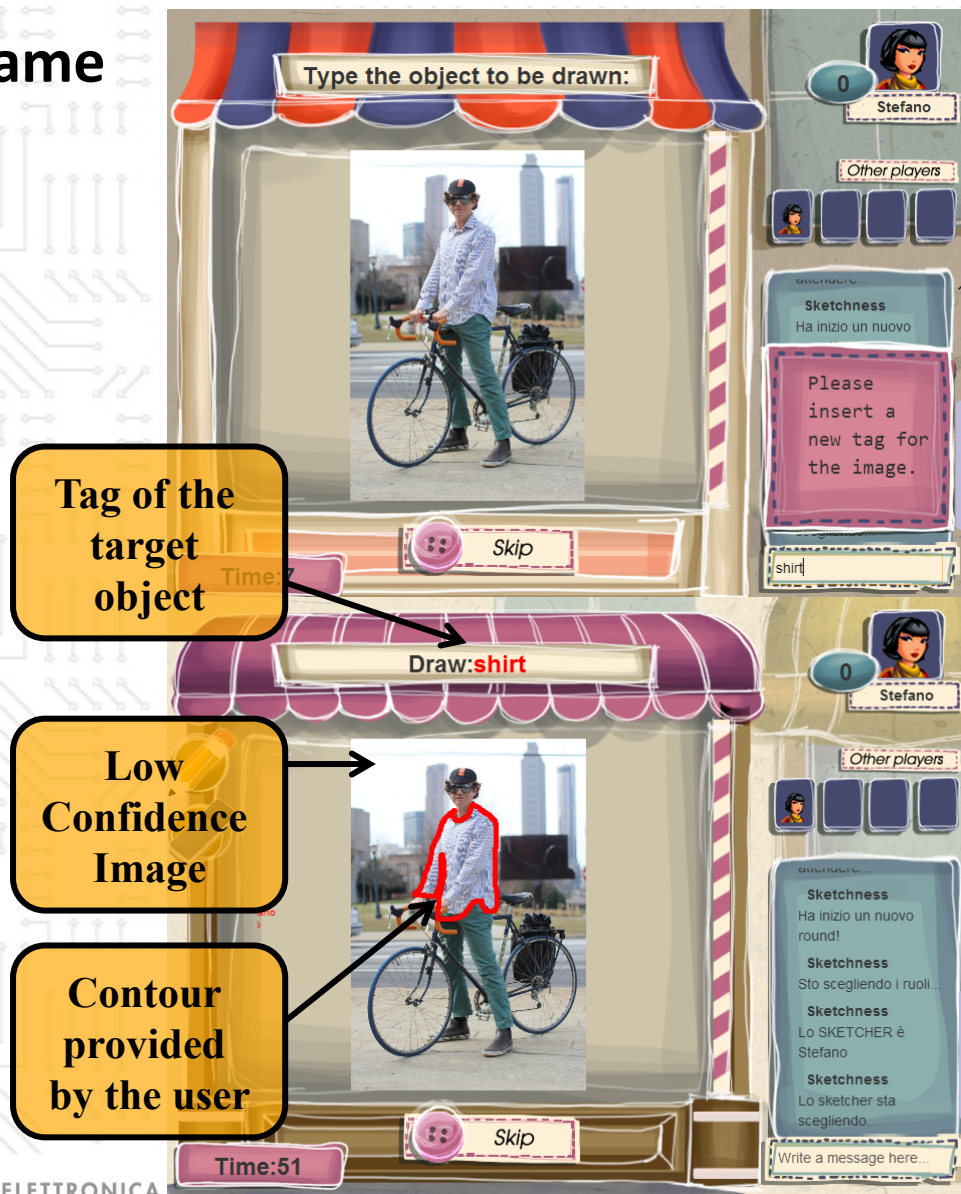 ame
Type the object to be drawn:
0
Stefano
Other players
attendere...
Sketchness
Ha inizio un nuovo
Please
insert a
new tag for
the image.
scegliendo...
shirt
Skip
Time:7
Tag of the
target
object
Draw:shirt
0
Stefano
Other players
Low
Confidence
Image
attendere...
Sketchness
Ha inizio un nuovo
round!
Sketchness
Sto scegliendo i ruoli...
Sketchness
Lo SKETCHER è
Stefano
Sketchness
Lo sketcher sta
scegliendo...
Contour
provided
by the user
Skip
Time:51
Write a message here...
ELETTRONICA